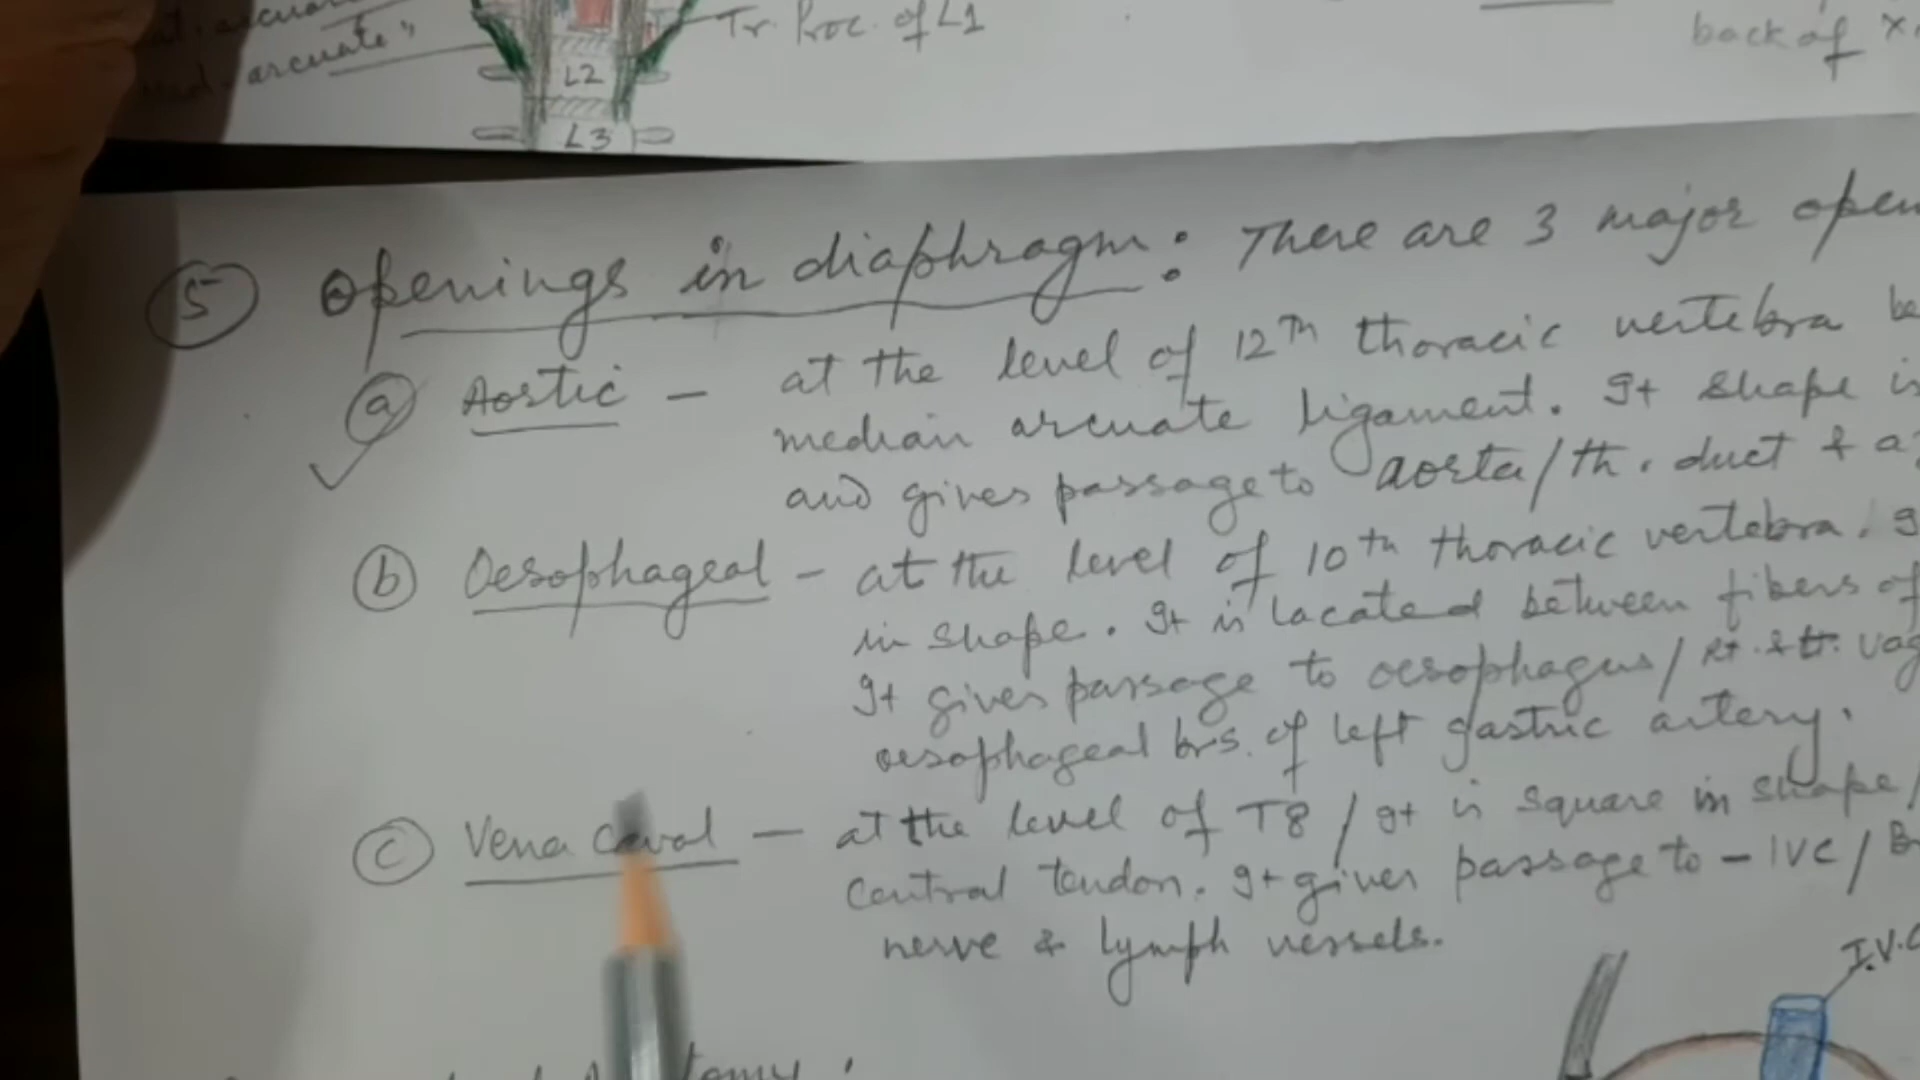 arcuate"
Tr. Proc. of L1
back of
L2
L3
5 Openings in diaphragm : There are 3 major open
a Aortic - at the level of 12th thoracic vertebra be
median arcuate ligament. It shape is
and gives passage to aorta/th. duct & a
b Oesophageal - at the level of 10th thoracic vertebra.
in shape. It is lacated between fibers of
It gives passage to oesophagus/Rt. & Lt. vag
oesophageal brs. of left gastric artery.
c Vena Caval - at the level of T8 / It is square in shape/
Central tendon. It gives passage to - IVC/
nerve & lymph vessels.
I.V.C